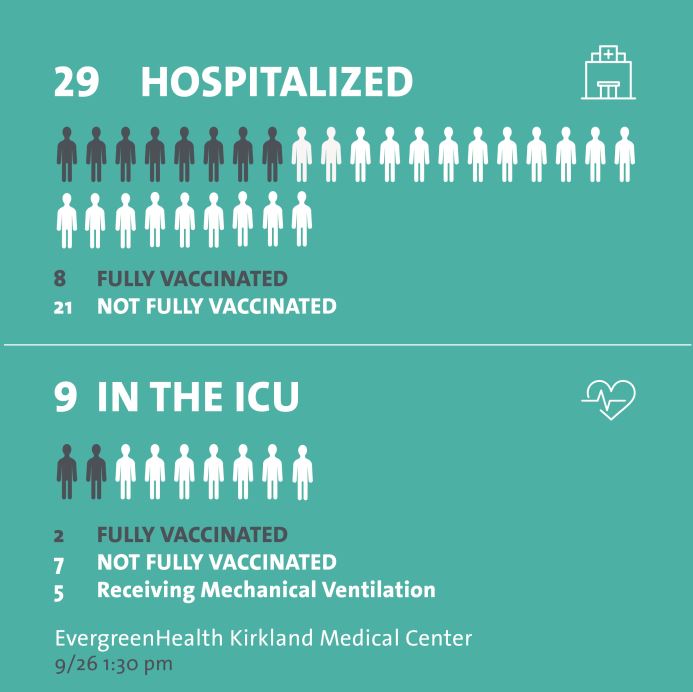 29 HOSPITALIZED
8 FULLY VACCINATED
21 NOT FULLY VACCINATED
9 IN THE ICU
2 FULLY VACCINATED
7 NOT FULLY VACCINATED
5 Receiving Mechanical Ventilation
EvergreenHealth Kirkland Medical Center
9/26 1:30 pm